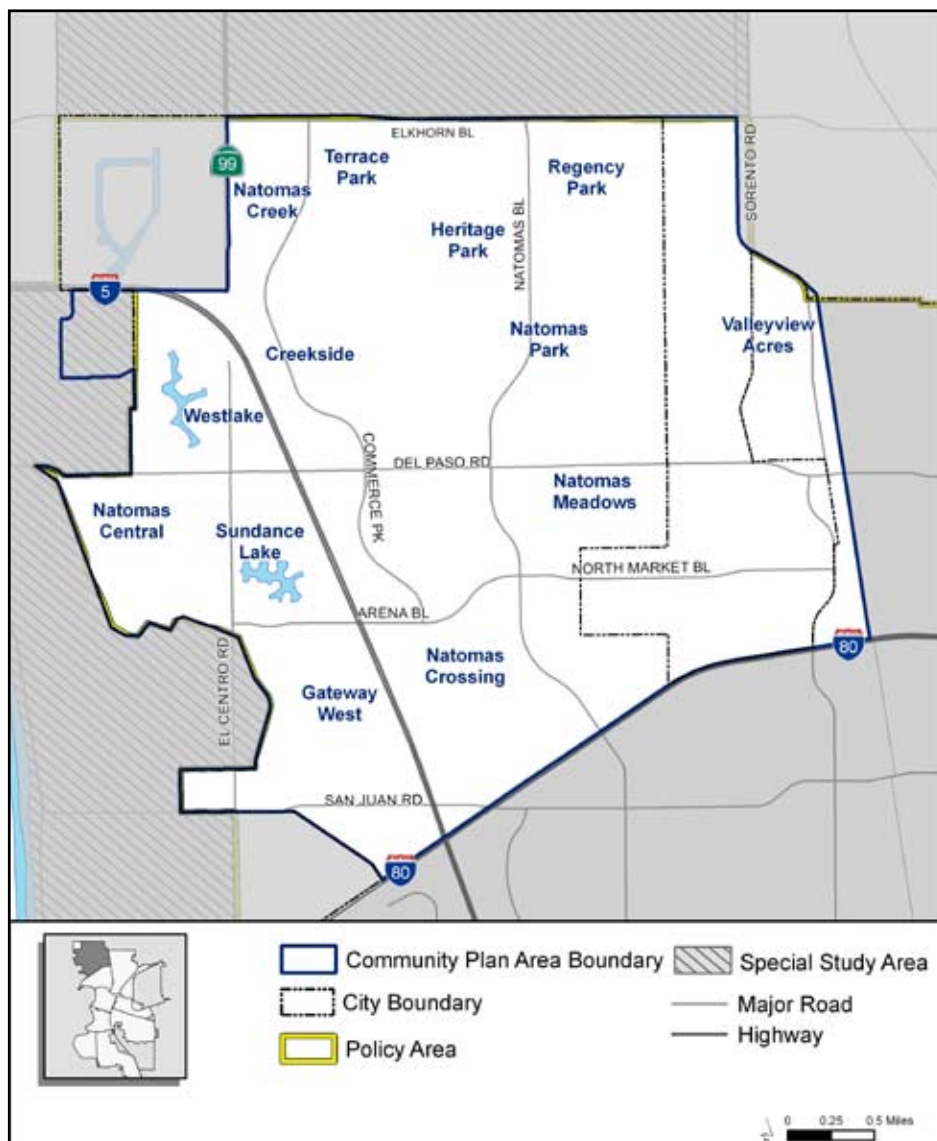 ELKHORN BL
99
Terrace
Park
Regency
Park
Natomas
Creek
SORENTO RD
NATOMAS BL
Heritage
Park
5
Natomas
Park
Valleyview
Acres
Creekside
Westlake
COMMERCE PK
DEL PASO RD
Natomas
Meadows
Natomas
Central
Sundance
Lake
NORTH MARKET BL
ARENA BL
80
EL CENTRO RD
Natomas
Crossing
Gateway
West
SAN JUAN RD
80
Community Plan Area Boundary
Special Study Area
City Boundary
Major Road
Highway
Policy Area
0 0.25 0.5 Miles